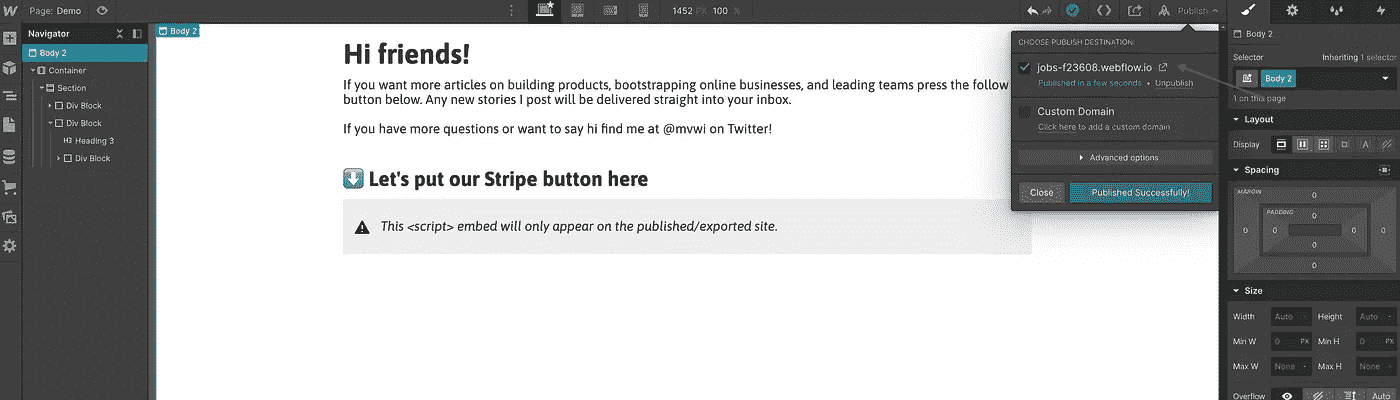 Page: Demo
1452 PX 100 %
Publish
Navigator
Body 2
Container
Section
Div Block
Div Block
H3 Heading 3
Div Block
Body 2
Hi friends!
If you want more articles on building products, bootstrapping online businesses, and leading teams press the follow
button below. Any new stories I post will be delivered straight into your inbox.
If you have more questions or want to say hi find me at @mvwi on Twitter!
Let's put our Stripe button here
This <script> embed will only appear on the published/exported site.
CHOOSE PUBLISH DESTINATION:
jobs-f23608.webflow.io
Published in a few seconds • Unpublish
Custom Domain
Click here to add a custom domain
Advanced options
Close
Published Successfully!
Body 2
Selector
Inheriting 1 selector
Body 2
1 on this page
Layout
Display
A
Spacing
MARGIN
0
PADDING
0
0 0 0 0
0
0
Size
Width Auto - Height Auto -
Min W 0 PX Min H 0 PX
Max W None - Max H None -
Overflow Auto